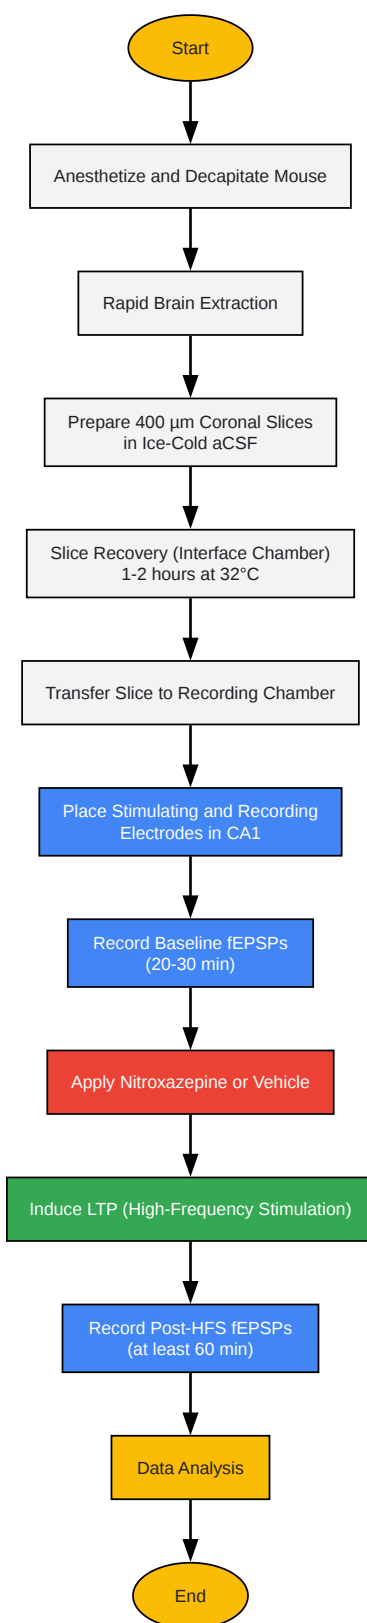 Start
Anesthetize and Decapitate Mouse
Rapid Brain Extraction
Prepare 400 µm Coronal Slices
in Ice-Cold aCSF
Slice Recovery (Interface Chamber)
1-2 hours at 32°C
Transfer Slice to Recording Chamber
Place Stimulating and Recording
Electrodes in CA1
Record Baseline fEPSPs
(20-30 min)
Apply Nitroxazepine or Vehicle
Induce LTP (High-Frequency Stimulation)
Record Post-HFS fEPSPs
(at least 60 min)
Data Analysis
End